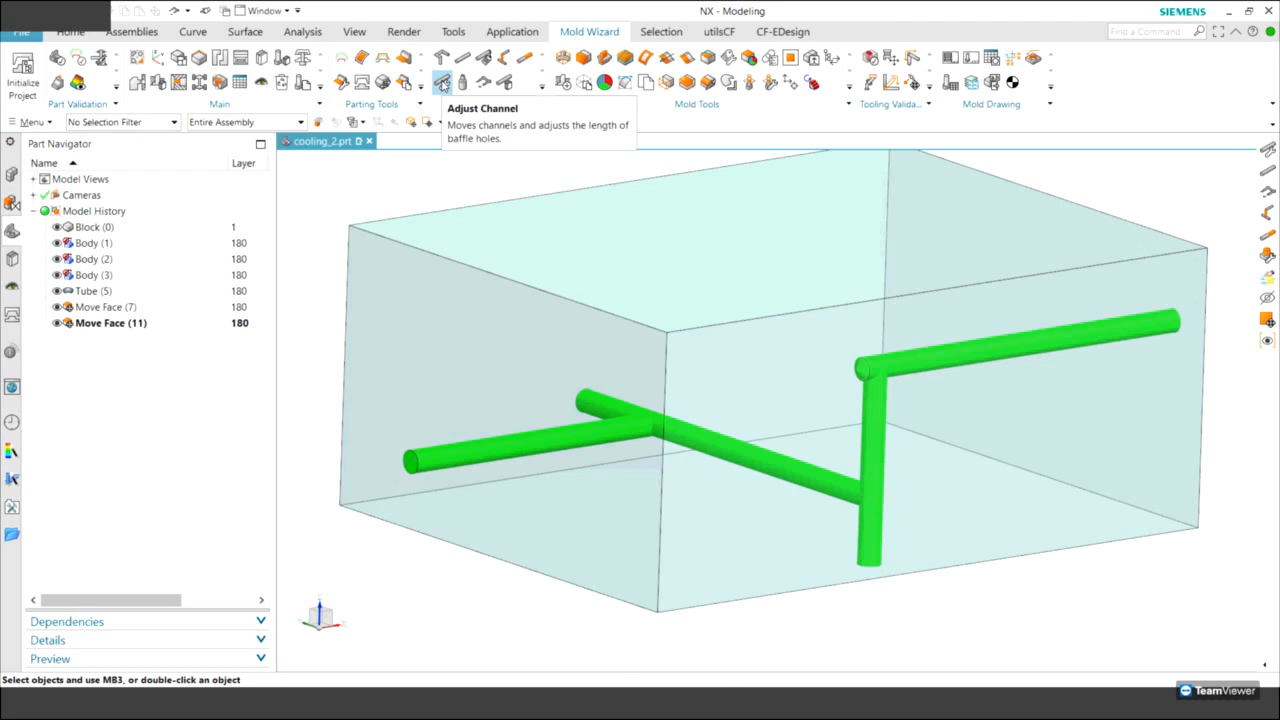 Window
NX - Modeling
SIEMENS
File
Home
Assemblies
Curve
Surface
Analysis
View
Render
Tools
Application
Mold Wizard
Selection
utilsCF
CF-EDesign
Find a Command
Initialize
Project
Part Validation
Main
Parting Tools
Mold Tools
Tooling Valida...
Mold Drawing
Adjust Channel
Moves channels and adjusts the length of
baffle holes.
Menu
No Selection Filter
Entire Assembly
Part Navigator
cooling_2.prt
Name
Layer
Model Views
Cameras
Model History
Block (0) 1
Body (1) 180
Body (2) 180
Body (3) 180
Tube (5) 180
Move Face (7) 180
Move Face (11) 180
Dependencies
Details
Preview
Select objects and use MB3, or double-click an object
TeamViewer